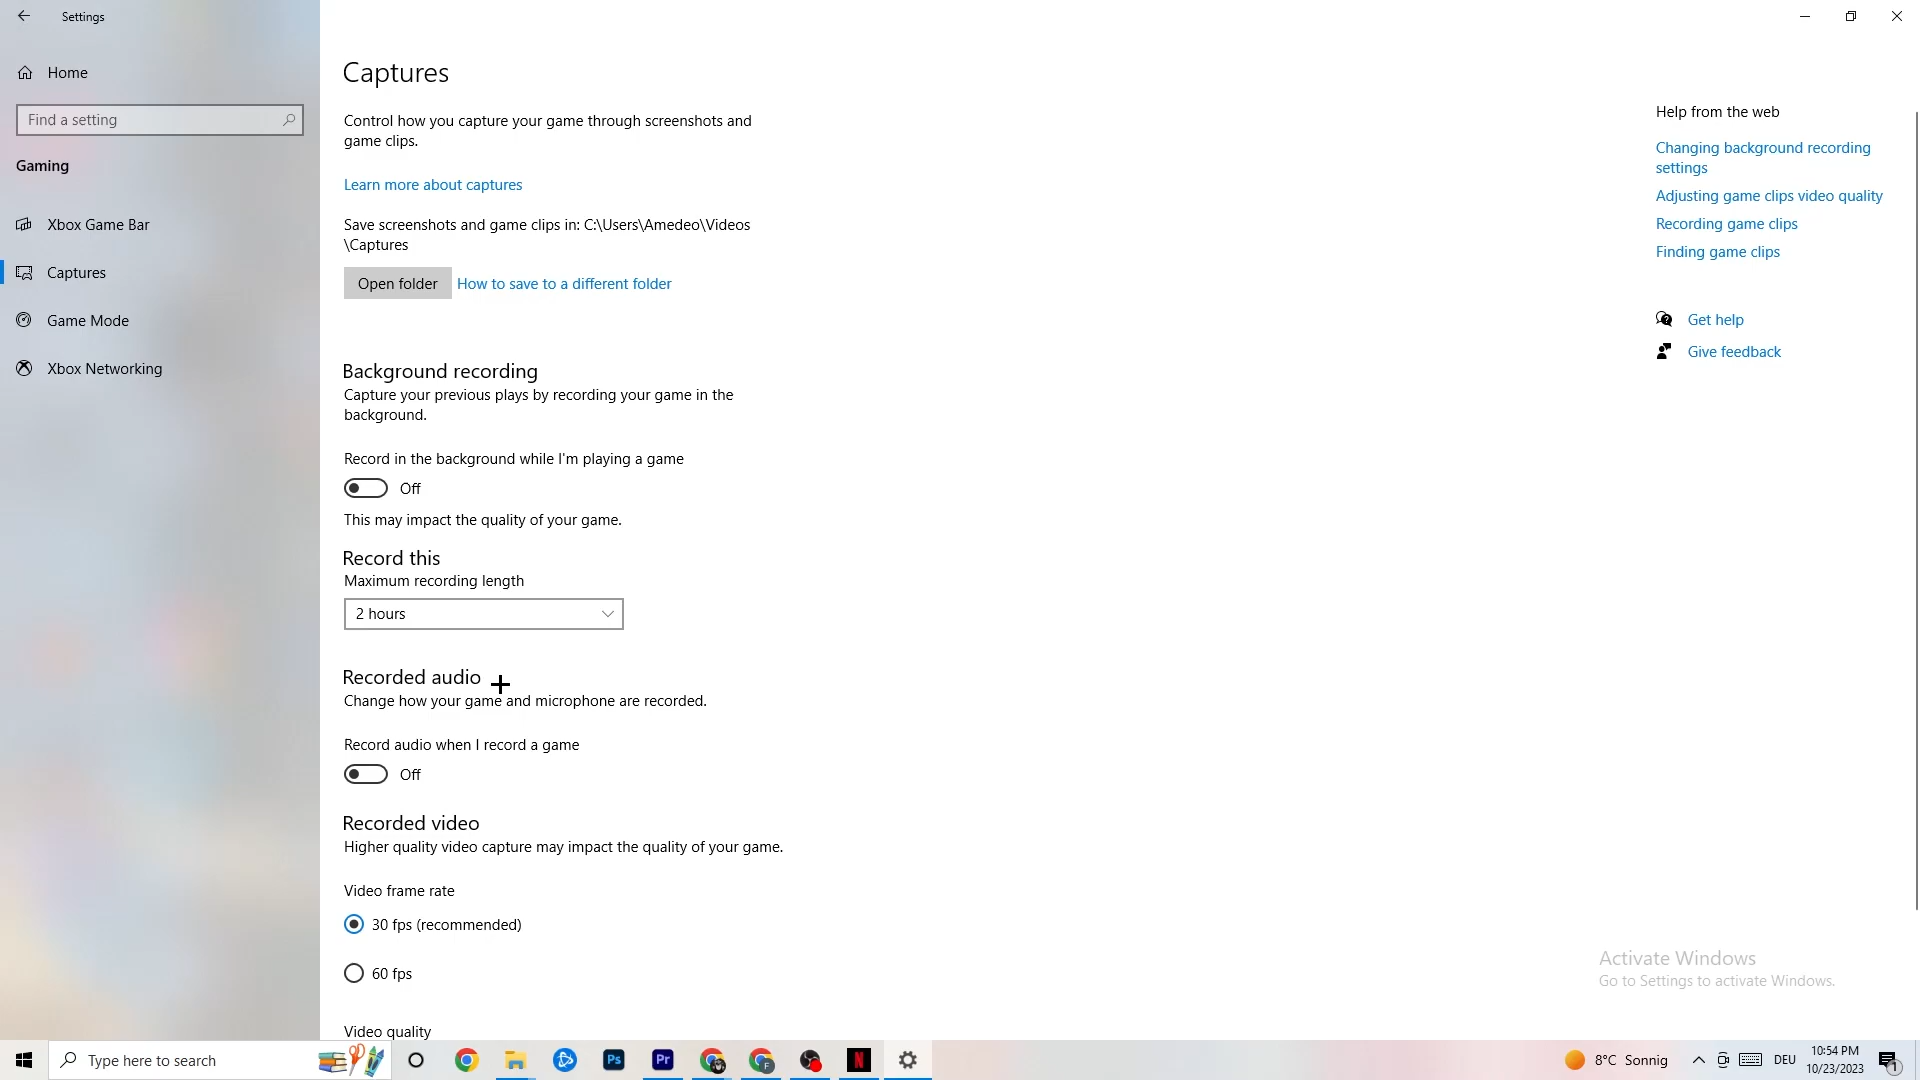 Settings
Home
Find a setting
Gaming
Xbox Game Bar
Captures
Game Mode
Xbox Networking
Captures
Control how you capture your game through screenshots and
game clips.
Learn more about captures
Save screenshots and game clips in: C:\Users\Amedeo\Videos
\Captures
Open folder
How to save to a different folder
Background recording
Capture your previous plays by recording your game in the
background.
Record in the background while I'm playing a game
Off
This may impact the quality of your game.
Record this
Maximum recording length
2 hours
Recorded audio
Change how your game and microphone are recorded.
Record audio when I record a game
Off
Recorded video
Higher quality video capture may impact the quality of your game.
Video frame rate
30 fps (recommended)
60 fps
Video quality
Help from the web
Changing background recording
settings
Adjusting game clips video quality
Recording game clips
Finding game clips
Get help
Give feedback
Activate Windows
Go to Settings to activate Windows.
Type here to search
Ps
Pr
F
N
8°C Sonnig
DEU
10:54 PM
10/23/2023
1